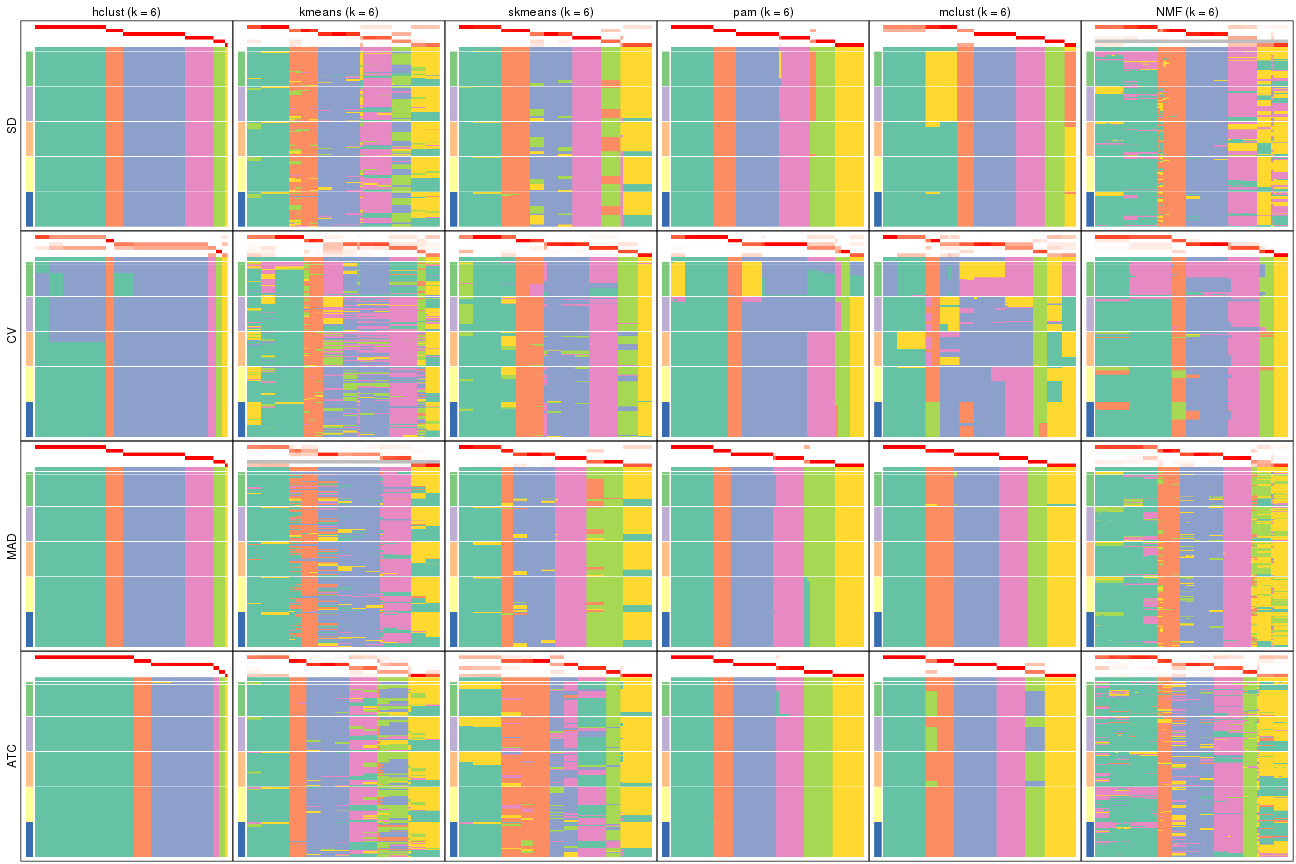 hclust (k = 6) kmeans (k = 6) skmeans (k = 6) pam (k = 6) mclust (k = 6) NMF (k = 6)
SD
CV
MAD
ATC